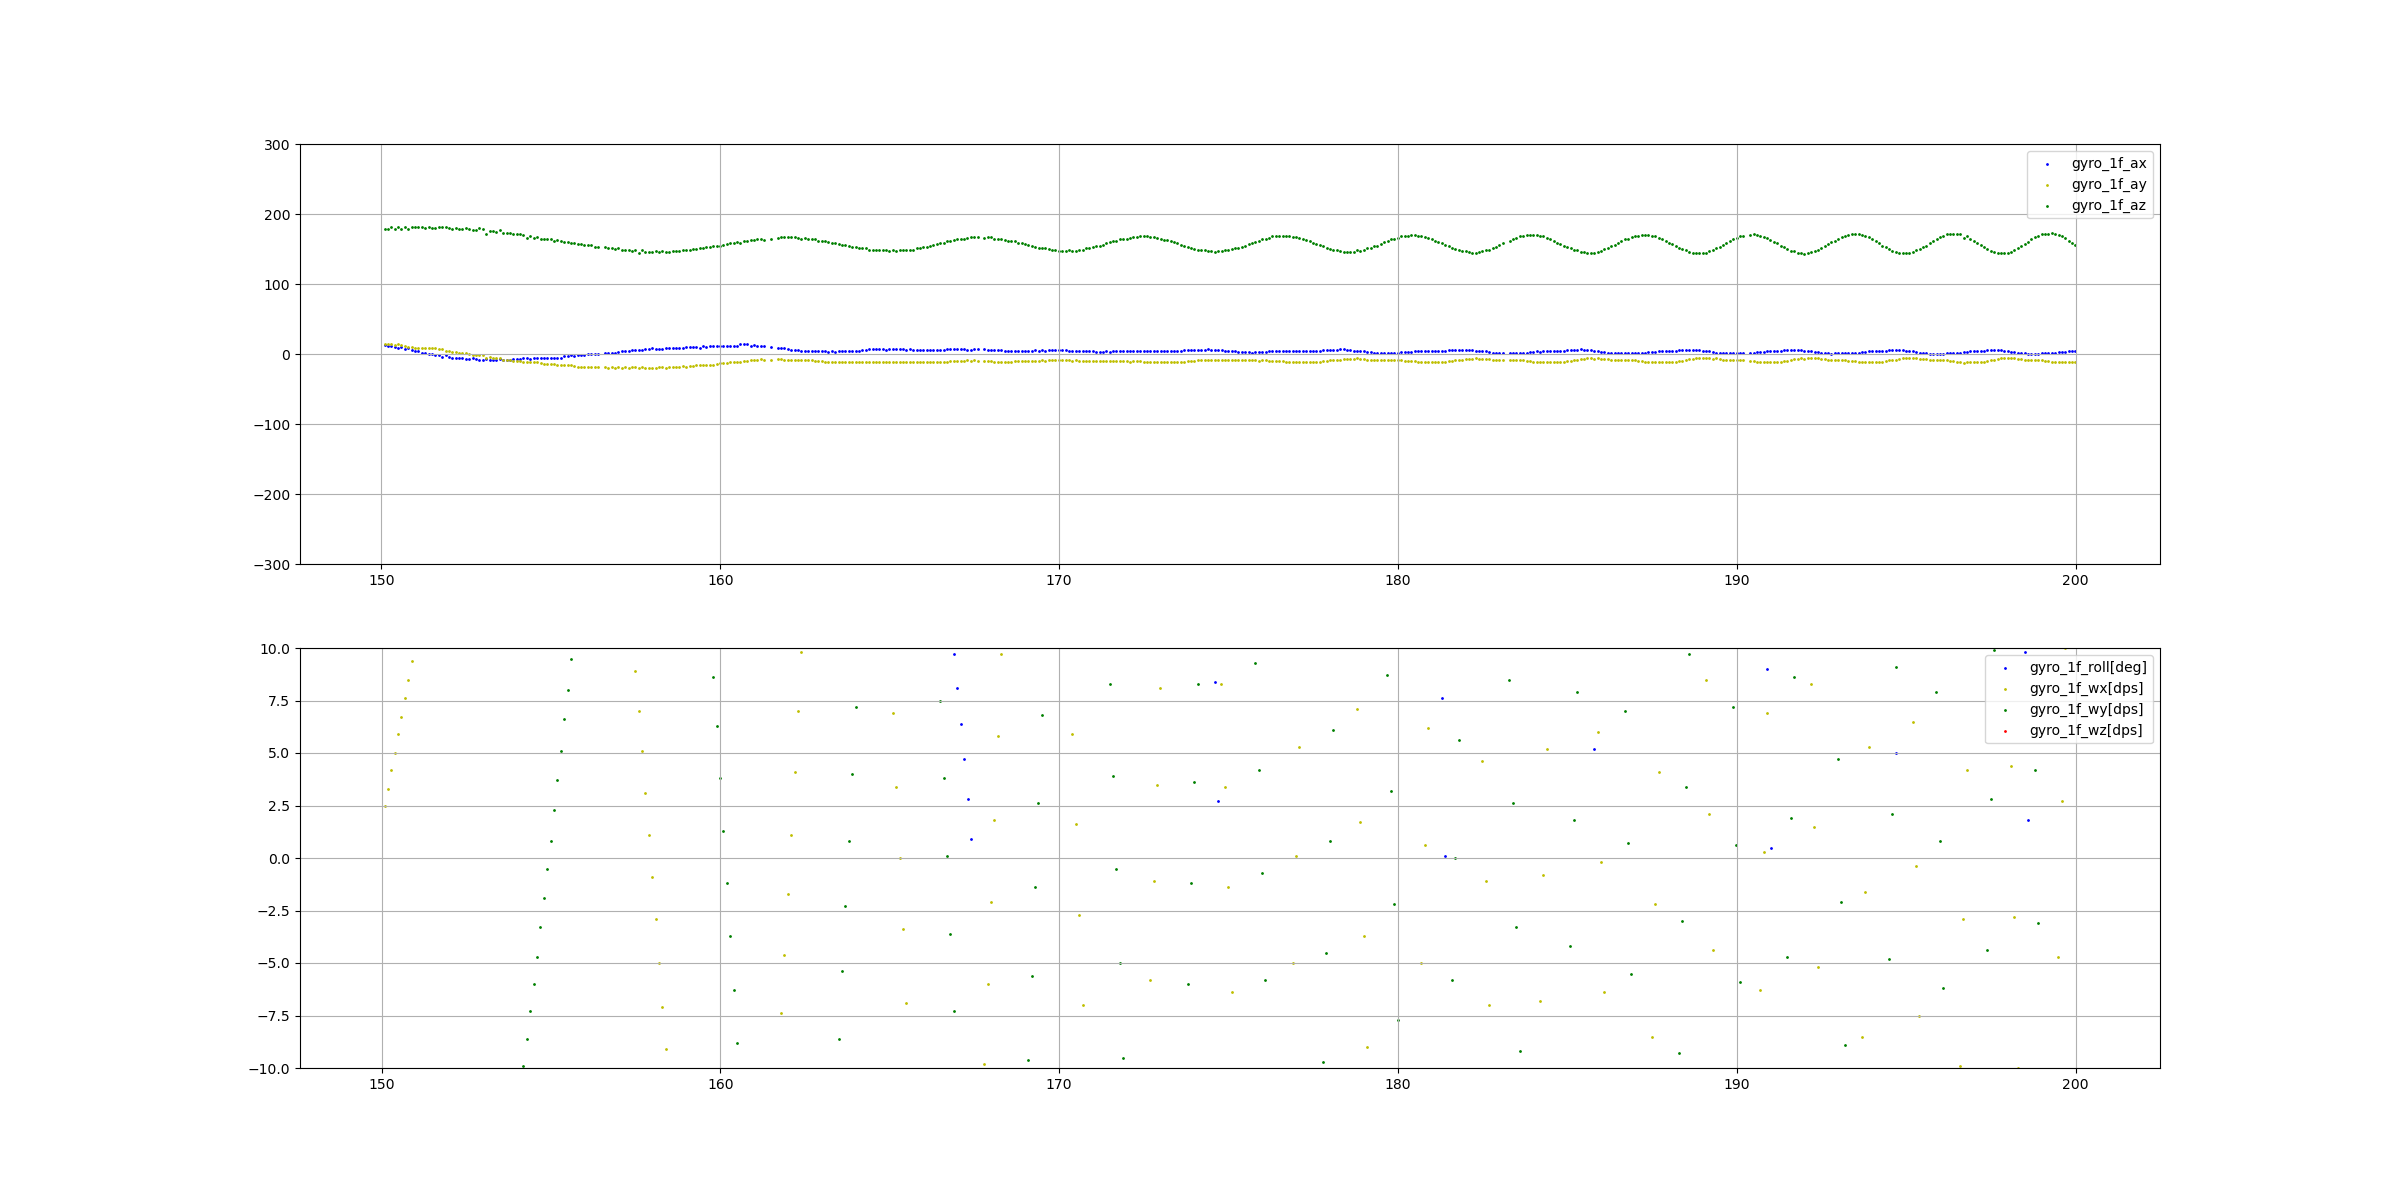 300
200
100
0
−100
−200
−300
150 160 170 180 190 200
gyro_1f_ax
gyro_1f_ay
gyro_1f_az
10.0
7.5
5.0
2.5
0.0
−2.5
−5.0
−7.5
−10.0
150 160 170 180 190 200
gyro_1f_roll[deg]
gyro_1f_wx[dps]
gyro_1f_wy[dps]
gyro_1f_wz[dps]